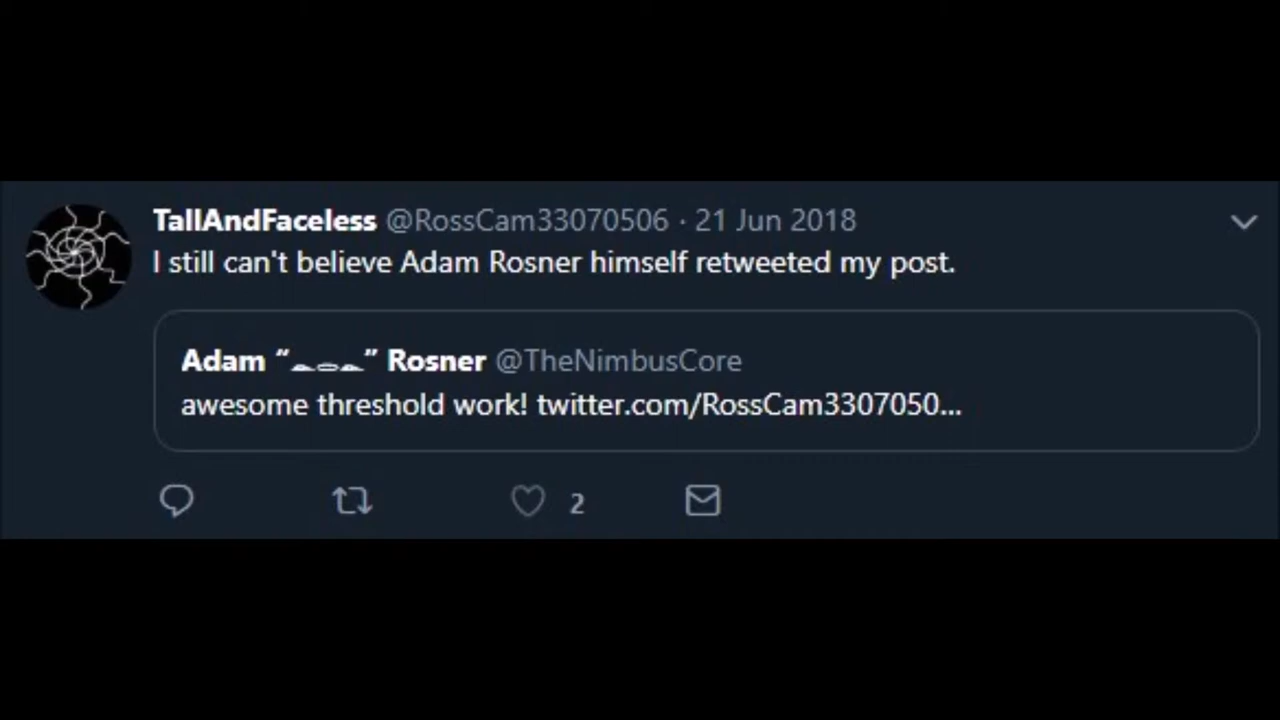 TallAndFaceless @RossCam33070506 · 21 Jun 2018
I still can't believe Adam Rosner himself retweeted my post.
Adam “ ” Rosner @TheNimbusCore
awesome threshold work! twitter.com/RossCam3307050...
2